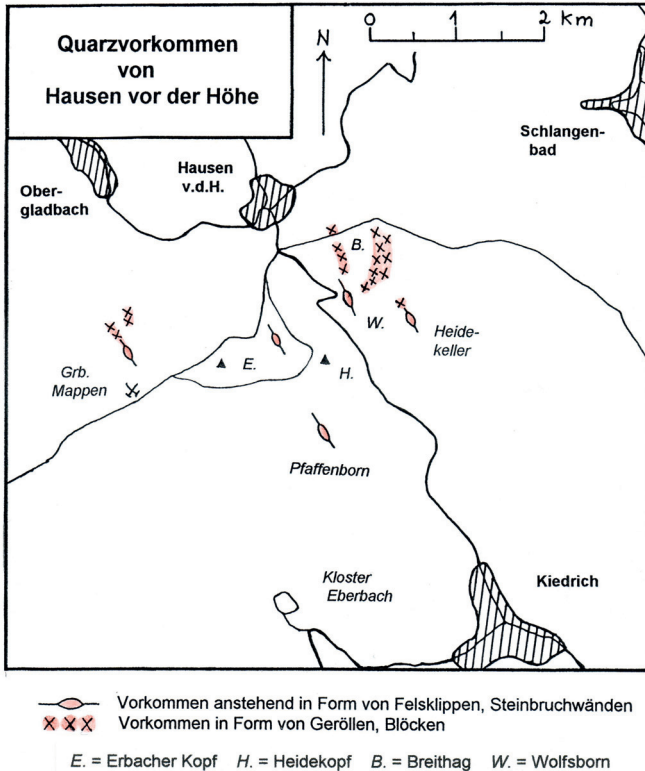 Quarzvorkommen
von
Hausen vor der Höhe
0 1 2 Km
N
Schlangen-
bad
Hausen
v.d.H.
Ober-
gladbach
B.
W.
Heide-
keller
Grb.
Mappen
E.
H.
Pfaffenborn
Kloster
Eberbach
Kiedrich
Vorkommen anstehend in Form von Felsklippen, Steinbruchwänden
Vorkommen in Form von Geröllen, Blöcken
E. = Erbacher Kopf H. = Heidekopf B. = Breithag W. = Wolfsborn